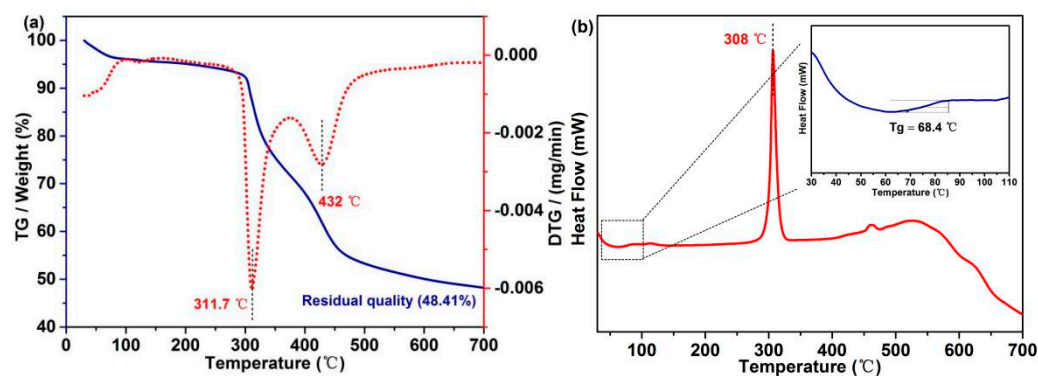 (a)
100
90
80
70
60
50
40
TG / Weight (%)
0 100 200 300 400 500 600 700
Temperature (℃)
0.000
-0.002
-0.004
-0.006
DTG / (mg/min)
432 ℃
311.7 ℃
Residual quality (48.41%)
(b)
308 ℃
Heat Flow (mW)
100 200 300 400 500 600 700
Temperature (℃)
Heat Flow (mW)
Tg = 68.4 ℃
30 40 50 60 70 80 90 100 110
Temperature (℃)